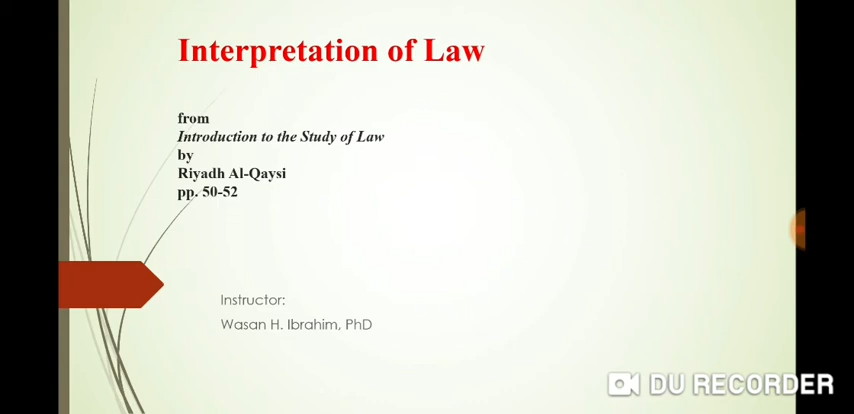 Interpretation of Law
from
Introduction to the Study of Law
by
Riyadh Al-Qaysi
pp. 50-52
Instructor:
Wasan H. Ibrahim, PhD
DU RECORDER